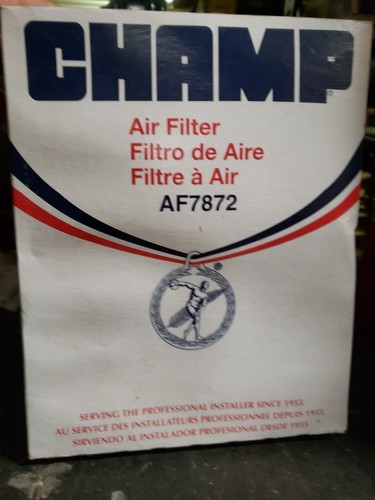 CHAMP®
Air Filter
Filtro de Aire
Filtre à Air
AF7872
®
SERVING THE PROFESSIONAL INSTALLER SINCE 1955
AU SERVICE DES INSTALLATEURS PROFESSIONNEL DEPUIS 1955
SIRVIENDO AL INSTALADOR PROFESIONAL DESDE 1955